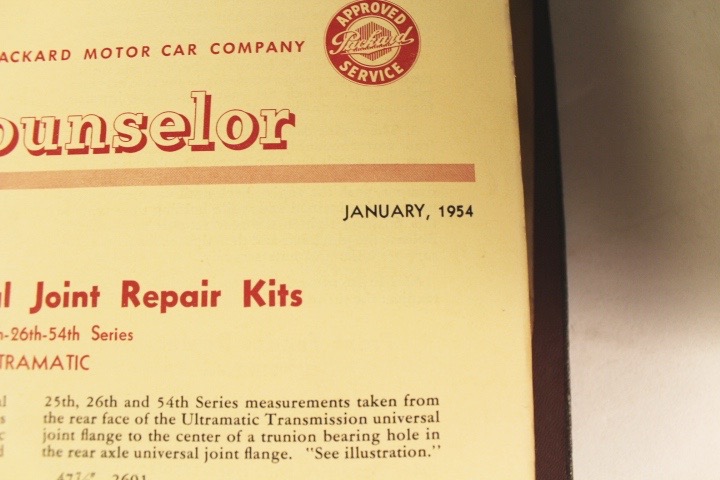 PACKARD MOTOR CAR COMPANY
APPROVED
Packard
SERVICE
ounselor
JANUARY, 1954
l Joint Repair Kits
-26th-54th Series
TRAMATIC
25th, 26th and 54th Series measurements taken from
the rear face of the Ultramatic Transmission universal
joint flange to the center of a trunion bearing hole in
the rear axle universal joint flange. "See illustration."